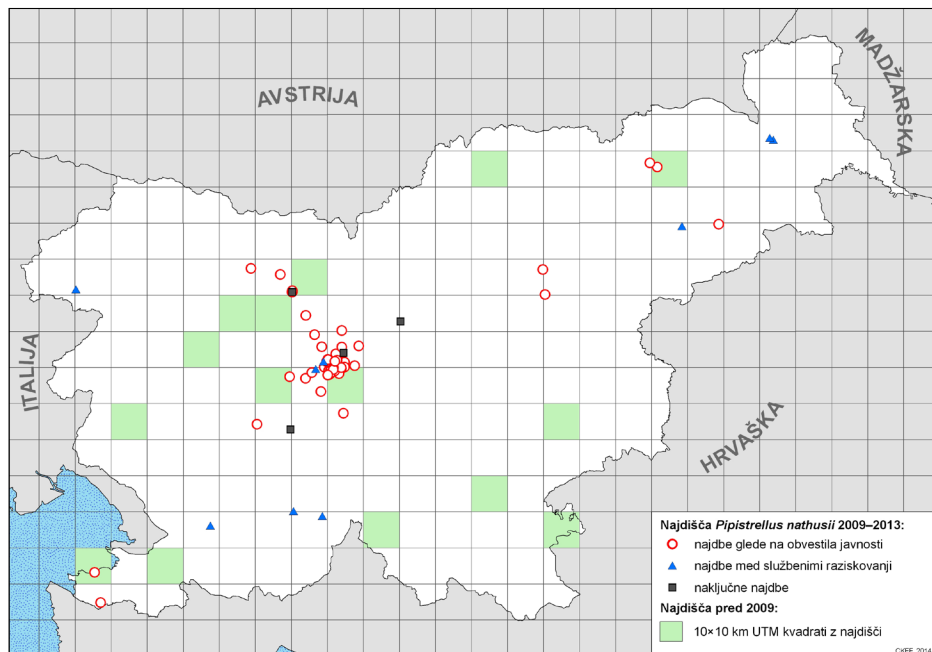 AVSTRIJA
MADŽARSKA
ITALIJA
HRVAŠKA
Najdišča Pipistrellus nathusii 2009–2013:
najdbe glede na obvestila javnosti
najdbe med službenimi raziskovanji
naključne najdbe
Najdišča pred 2009:
10×10 km UTM kvadrati z najdišči
CKFF, 2014